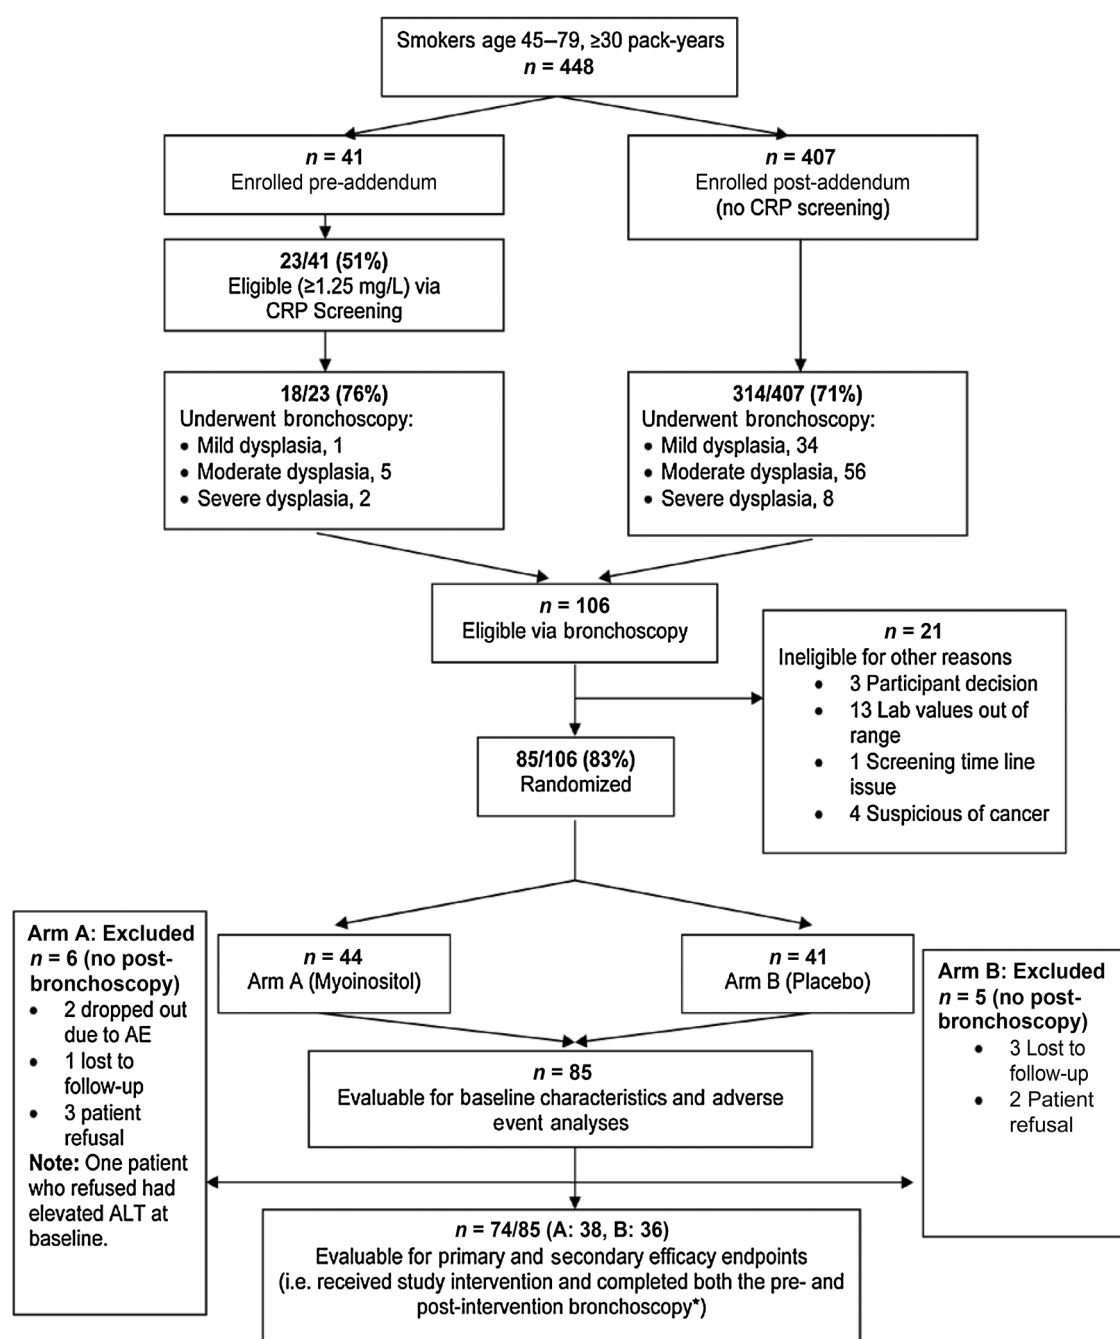 Smokers age 45–79, ≥30 pack-years
n = 448
n = 41
Enrolled pre-addendum
n = 407
Enrolled post-addendum
(no CRP screening)
23/41 (51%)
Eligible (≥1.25 mg/L) via
CRP Screening
18/23 (76%)
Underwent bronchoscopy:
• Mild dysplasia, 1
• Moderate dysplasia, 5
• Severe dysplasia, 2
314/407 (71%)
Underwent bronchoscopy:
• Mild dysplasia, 34
• Moderate dysplasia, 56
• Severe dysplasia, 8
n = 106
Eligible via bronchoscopy
n = 21
Ineligible for other reasons
• 3 Participant decision
• 13 Lab values out of
range
• 1 Screening time line
issue
• 4 Suspicious of cancer
85/106 (83%)
Randomized
Arm A: Excluded
n = 6 (no post-
bronchoscopy)
• 2 dropped out
due to AE
• 1 lost to
follow-up
• 3 patient
refusal
Note: One patient
who refused had
elevated ALT at
baseline.
n = 44
Arm A (Myoinositol)
n = 41
Arm B (Placebo)
Arm B: Excluded
n = 5 (no post-
bronchoscopy)
• 3 Lost to
follow-up
• 2 Patient
refusal
n = 85
Evaluable for baseline characteristics and adverse
event analyses
n = 74/85 (A: 38, B: 36)
Evaluable for primary and secondary efficacy endpoints
(i.e. received study intervention and completed both the pre- and
post-intervention bronchoscopy*)